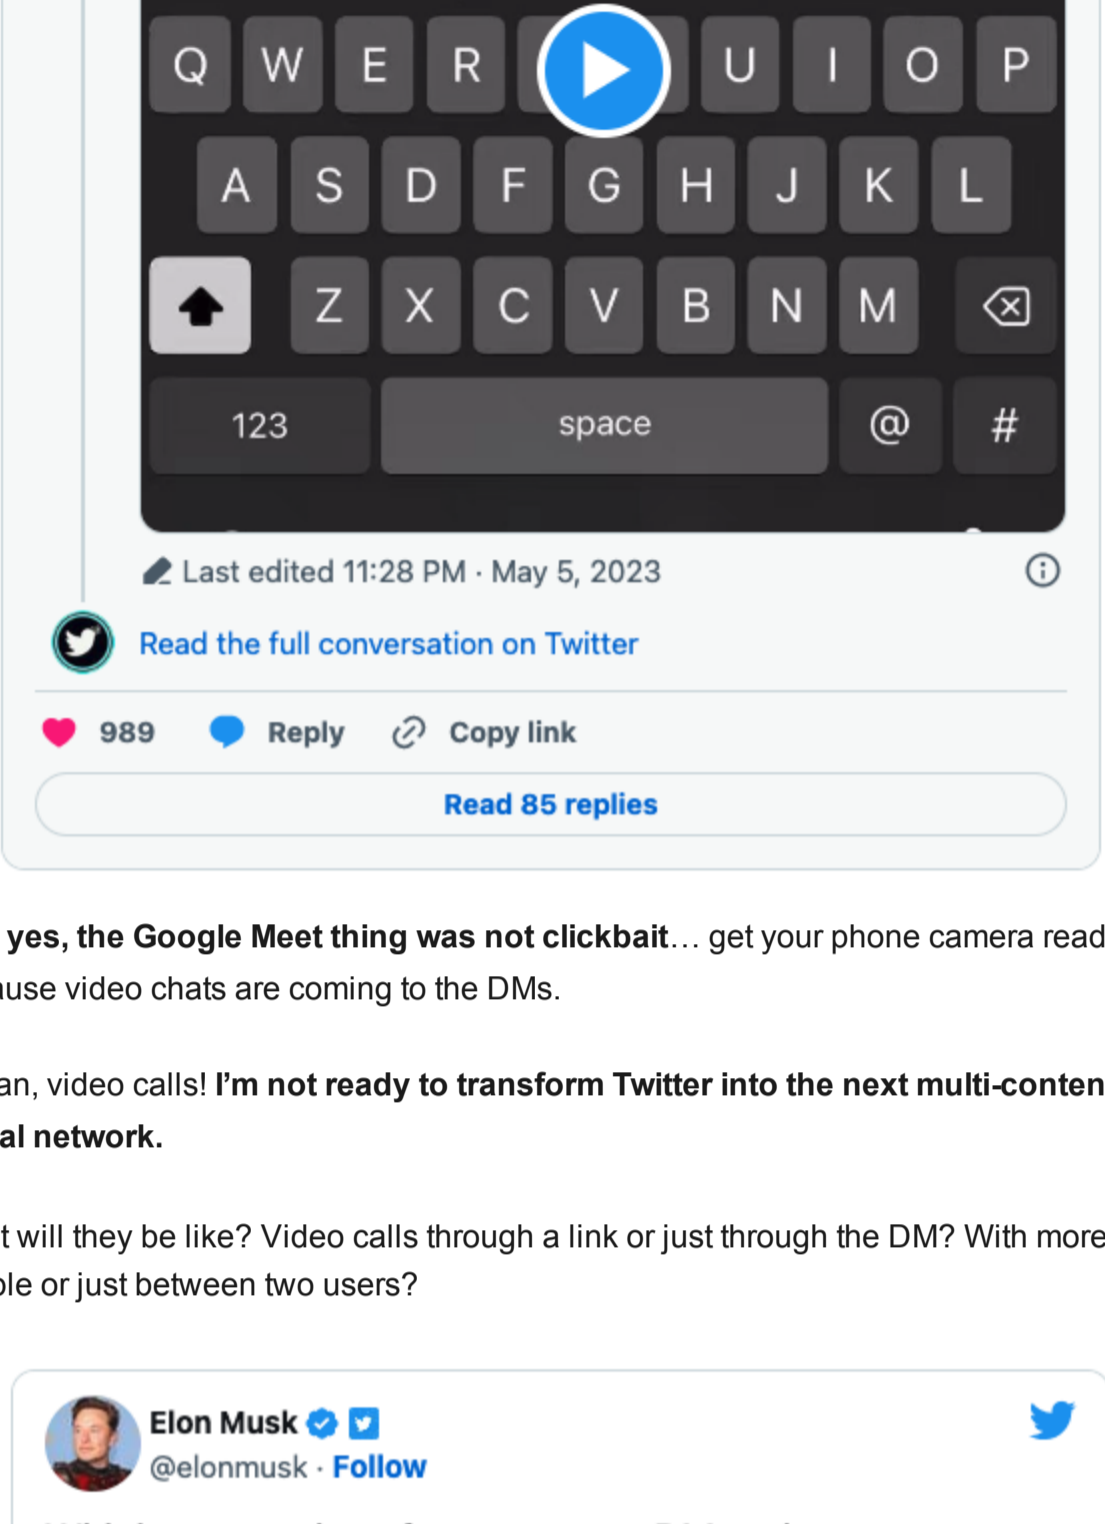 Q W E R U I O P
A S D F G H J K L
Z X C V B N M
123 space @ #
Last edited 11:28 PM · May 5, 2023
Read the full conversation on Twitter
989 Reply Copy link
Read 85 replies
yes, the Google Meet thing was not clickbait… get your phone camera read
ause video chats are coming to the DMs.
an, video calls! I’m not ready to transform Twitter into the next multi-conten
al network.
t will they be like? Video calls through a link or just through the DM? With more
ple or just between two users?
Elon Musk
@elonmusk · Follow